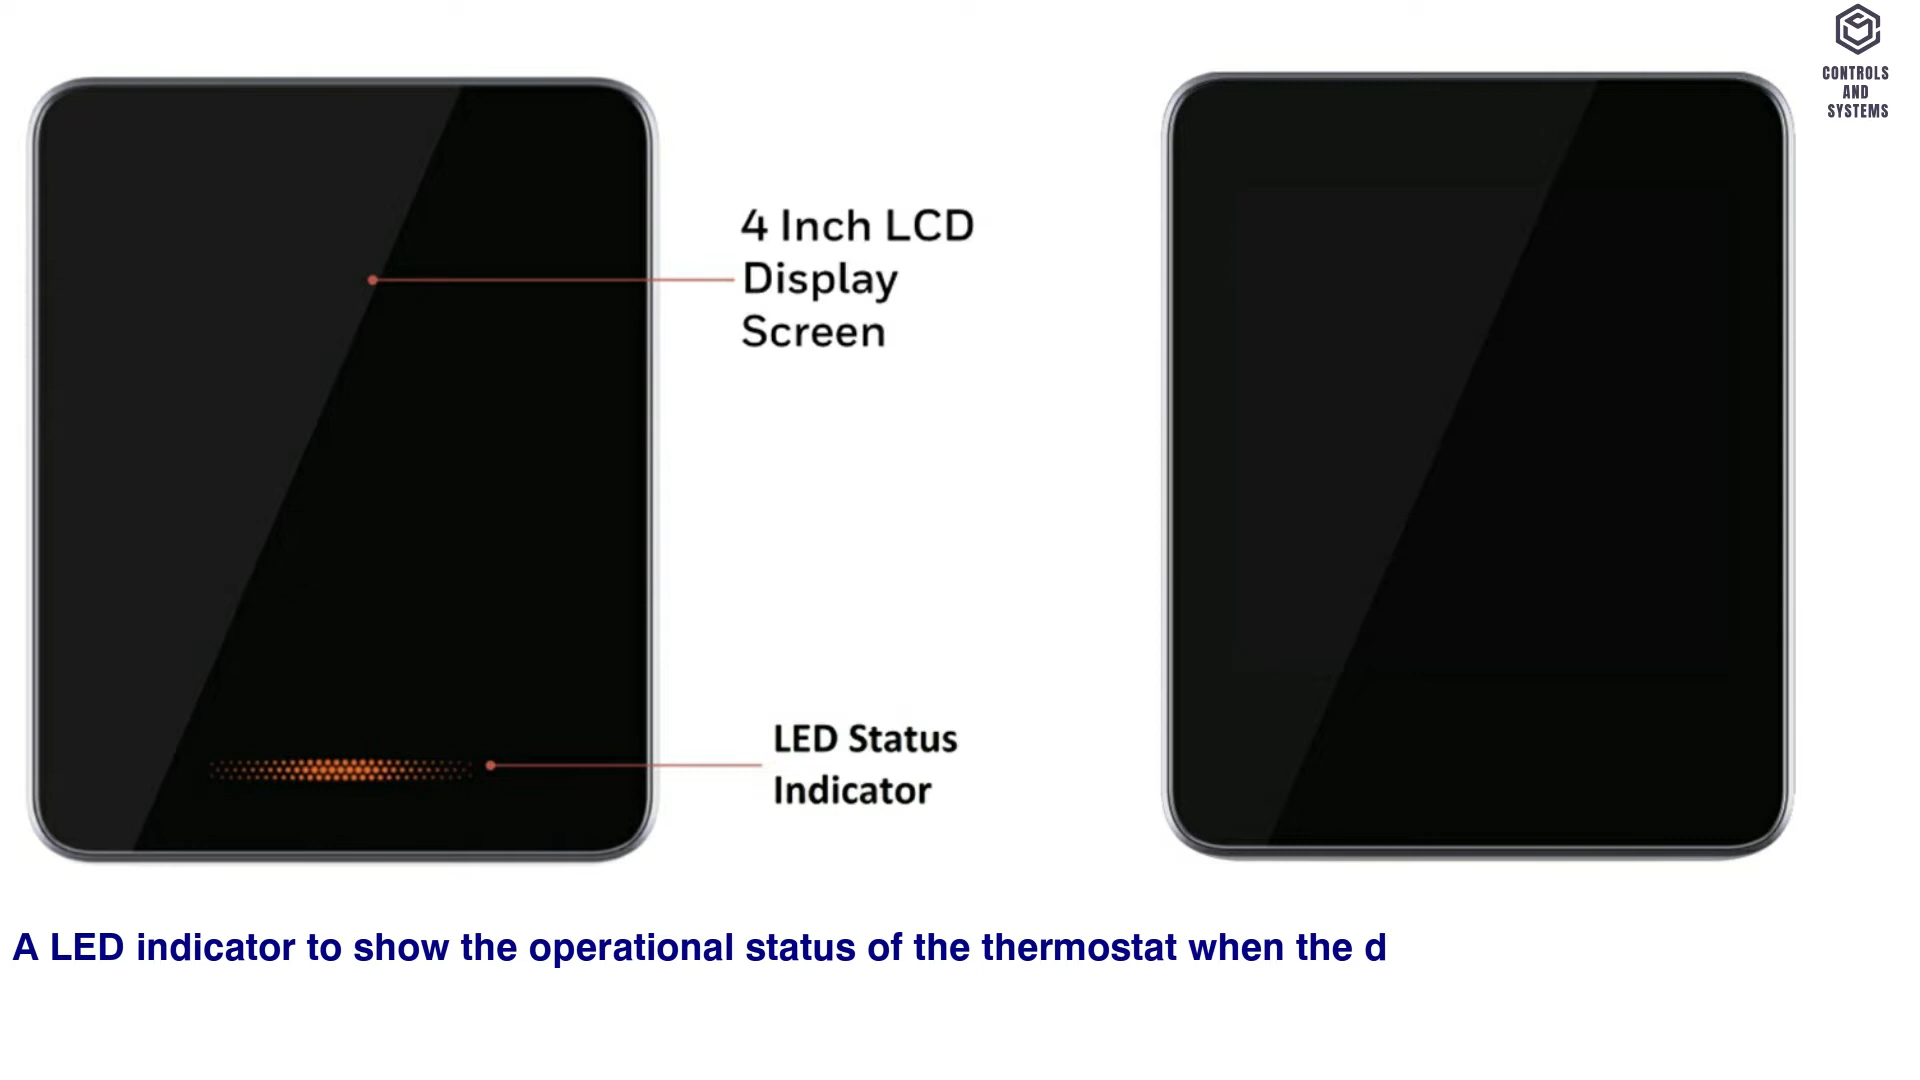 CONTROLS
AND
SYSTEMS
4 Inch LCD
Display
Screen
LED Status
Indicator
A LED indicator to show the operational status of the thermostat when the d